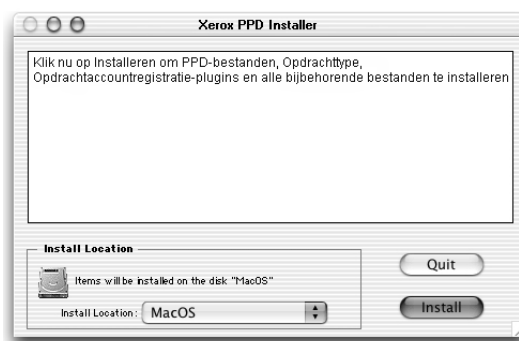 Xerox PPD Installer
Klik nu op Installeren om PPD-bestanden, Opdrachttype,
Opdrachtaccountregistratie-plugins en alle bijbehorende bestanden te installeren
Install Location
Items will be installed on the disk "MacOS"
Install Location: MacOS
Quit
Install